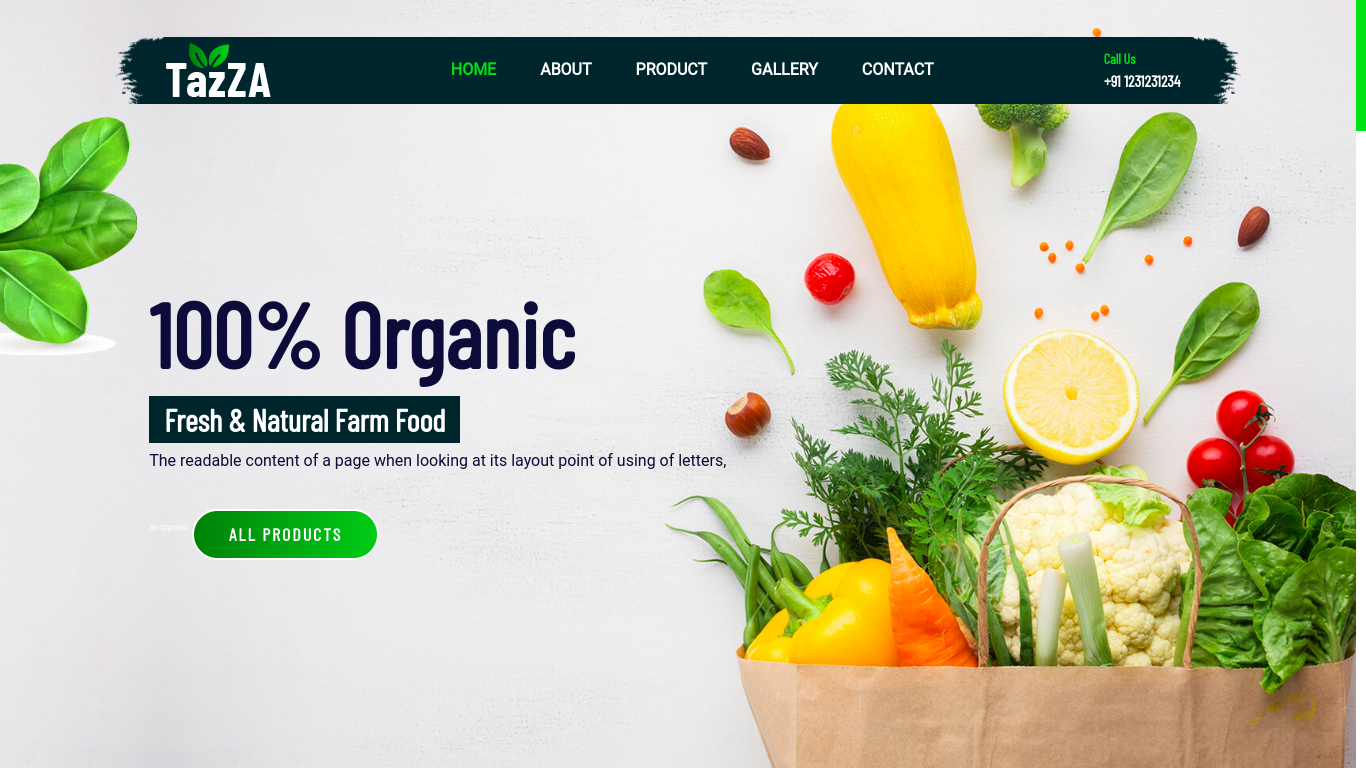 TazZA
HOME
ABOUT
PRODUCT
GALLERY
CONTACT
Call Us
+91 1231231234
100% Organic
Fresh & Natural Farm Food
The readable content of a page when looking at its layout point of using of letters,
as opposed
ALL PRODUCTS